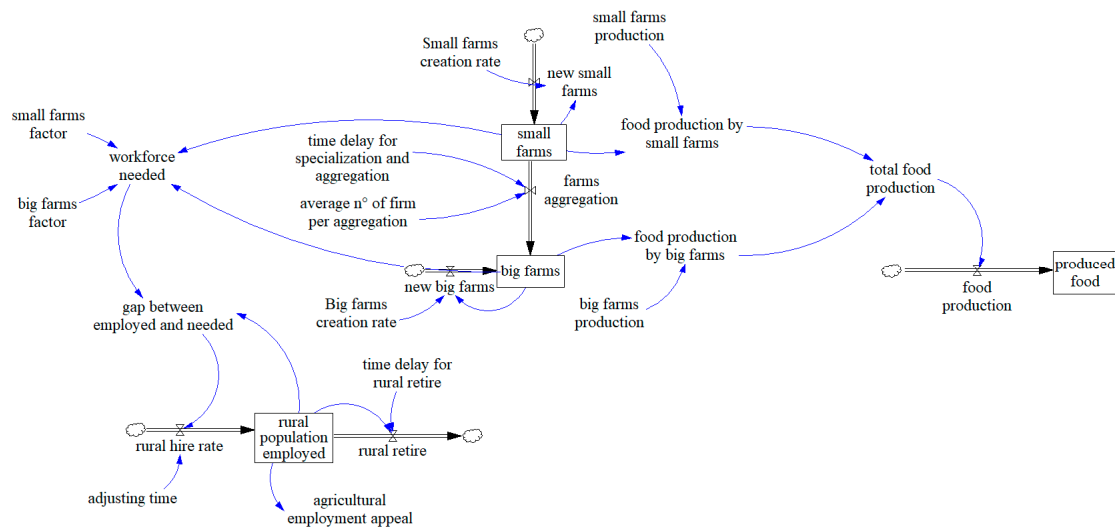 small farms
production
Small farms
creation rate
new small
farms
small farms
factor
small
farms
food production by
small farms
time delay for
specialization and
aggregation
workforce
needed
farms
aggregation
total food
production
average n° of firm
per aggregation
big farms
factor
food production
by big farms
big farms
new big farms
produced
food
food
production
Big farms
creation rate
big farms
production
gap between
employed and needed
time delay for
rural retire
rural
population
employed
rural hire rate
rural retire
adjusting time
agricultural
employment appeal